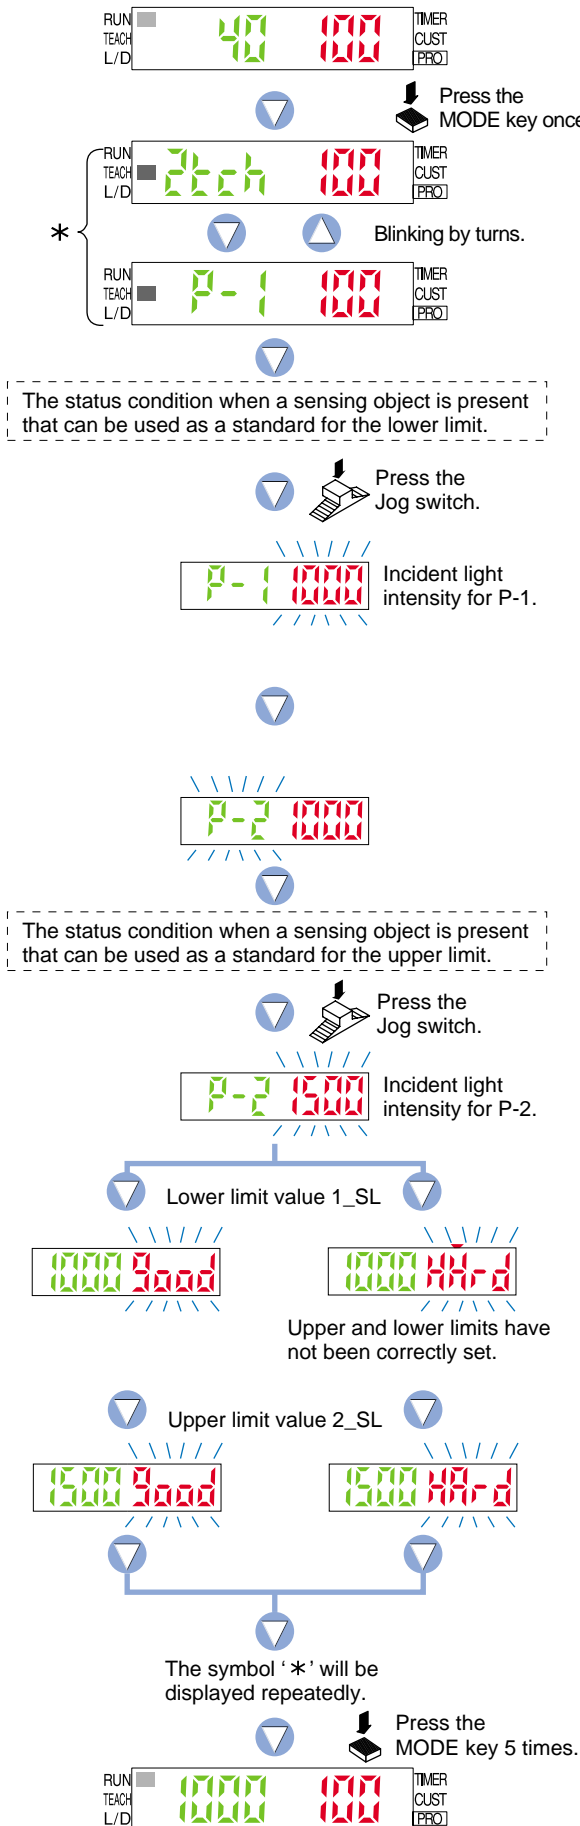 RUN TIMER
TEACH 40 100 CUST
L/D PRO
Press the
MODE key once
RUN TIMER
TEACH 2tch 100 CUST
L/D PRO
* Blinking by turns.
RUN TIMER
TEACH P-1 100 CUST
L/D PRO
The status condition when a sensing object is present
that can be used as a standard for the lower limit.
Press the
Jog switch.
P-1 1000
Incident light
intensity for P-1.
P-2 1000
The status condition when a sensing object is present
that can be used as a standard for the upper limit.
Press the
Jog switch.
P-2 1500
Incident light
intensity for P-2.
Lower limit value 1_SL
1000 Good 1000 HArd
Upper and lower limits have
not been correctly set.
Upper limit value 2_SL
1500 Good 1500 HArd
The symbol ‘ * ’ will be
displayed repeatedly.
Press the
MODE key 5 times.
RUN TIMER
TEACH 1000 100 CUST
L/D PRO